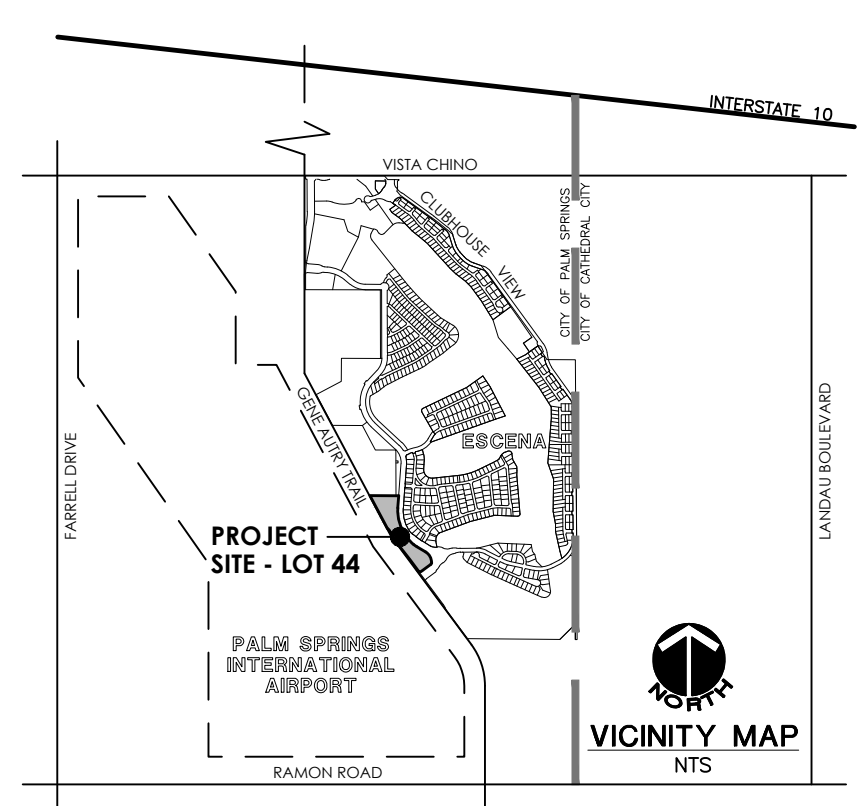 INTERSTATE 10
VISTA CHINO
CLUBHOUSE VIEW
CITY OF PALM SPRINGS
CITY OF CATHEDRAL CITY
GENE AUTRY TRAIL
FARRELL DRIVE
LANDAU BOULEVARD
ESCENA
PROJECT
SITE - LOT 44
PALM SPRINGS
INTERNATIONAL
AIRPORT
NORTH
VICINITY MAP
NTS
RAMON ROAD